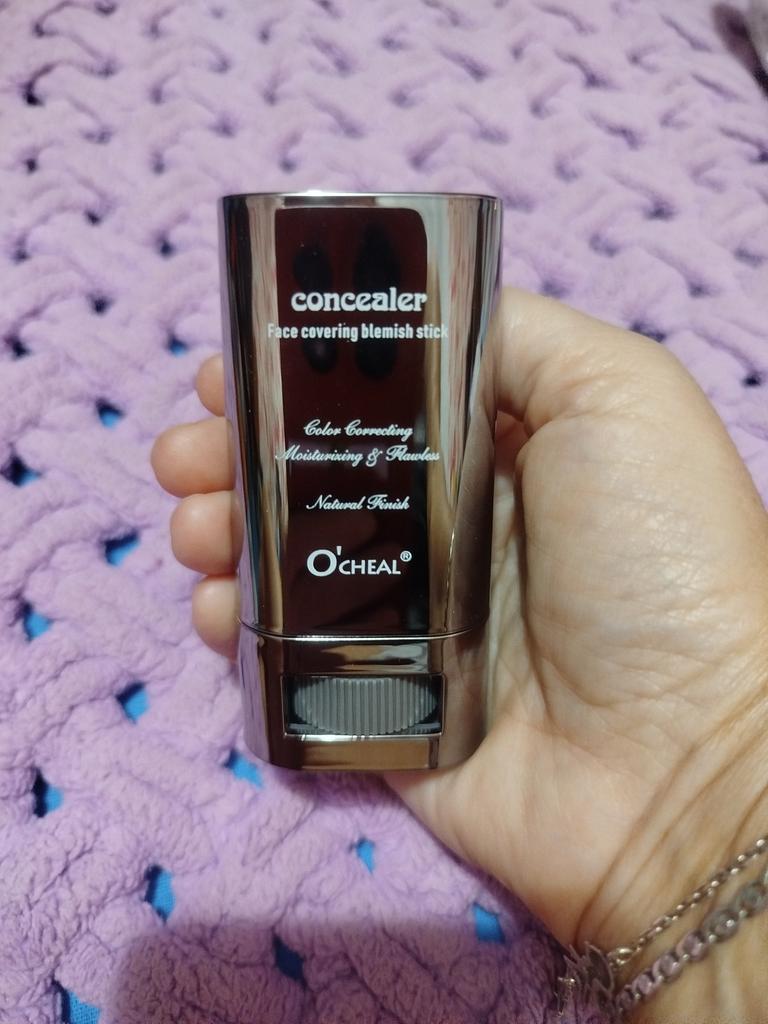 concealer
Face covering blemish stick
Color Correcting
Moisturizing & Flawless
Natural Finish
O'CHEAL®